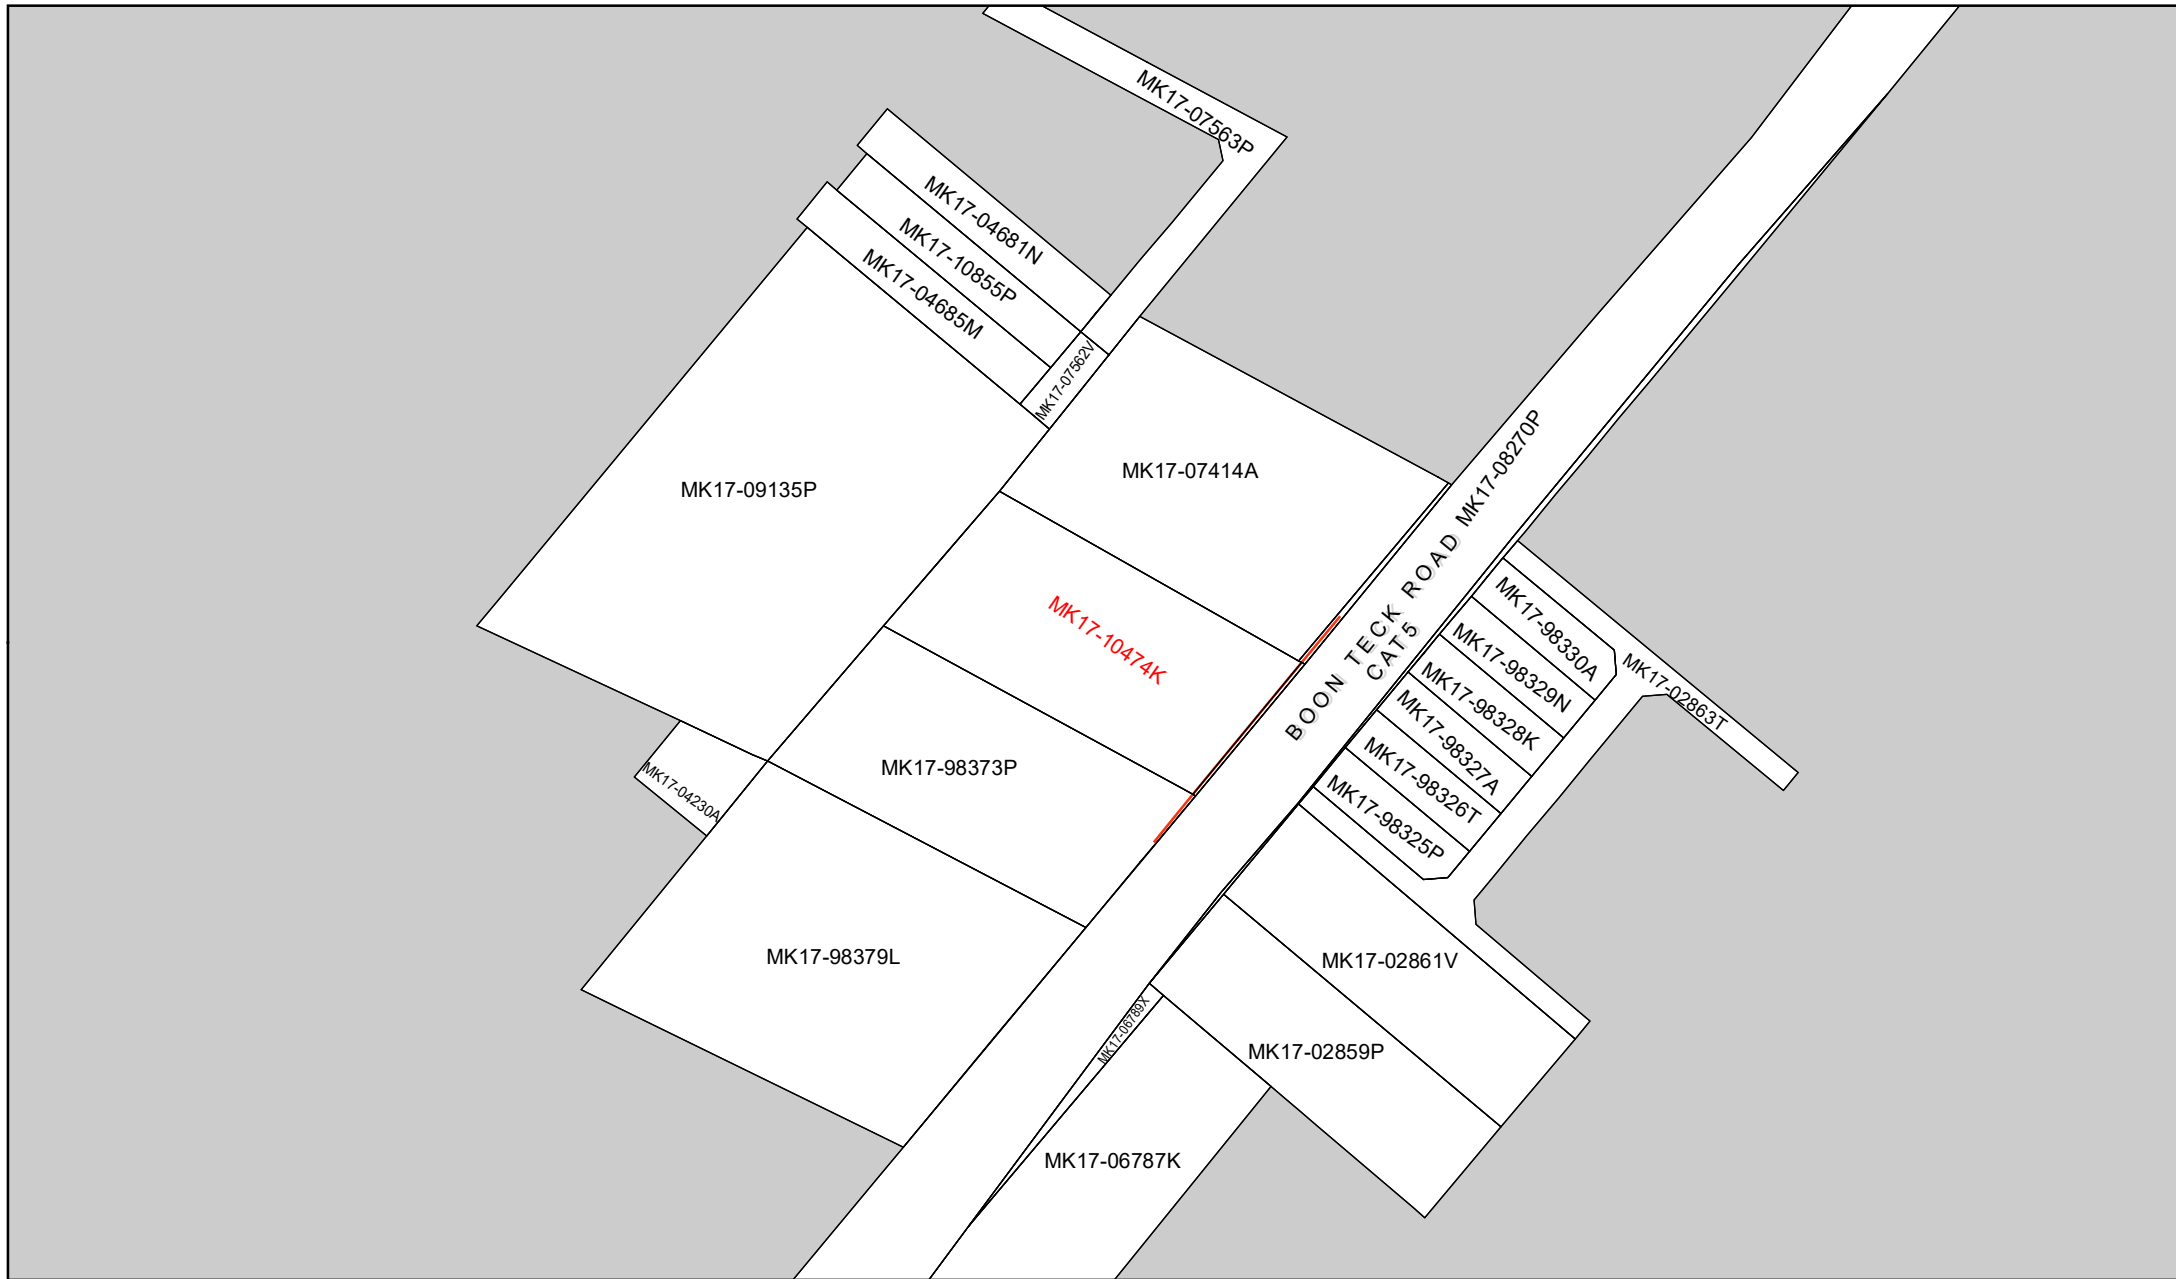 MK17-07563P
MK17-04681N
MK17-10855P
MK17-04685M
MK17-07562V
MK17-07414A
MK17-09135P
BOON TECK ROAD MK17-08270P
CAT 5
MK17-10474K
MK17-98330A
MK17-98329N
MK17-02863T
MK17-98328K
MK17-98327A
MK17-98326T
MK17-98325P
MK17-98373P
MK17-04230A
MK17-98379L
MK17-02861V
MK17-06789X
MK17-02859P
MK17-06787K